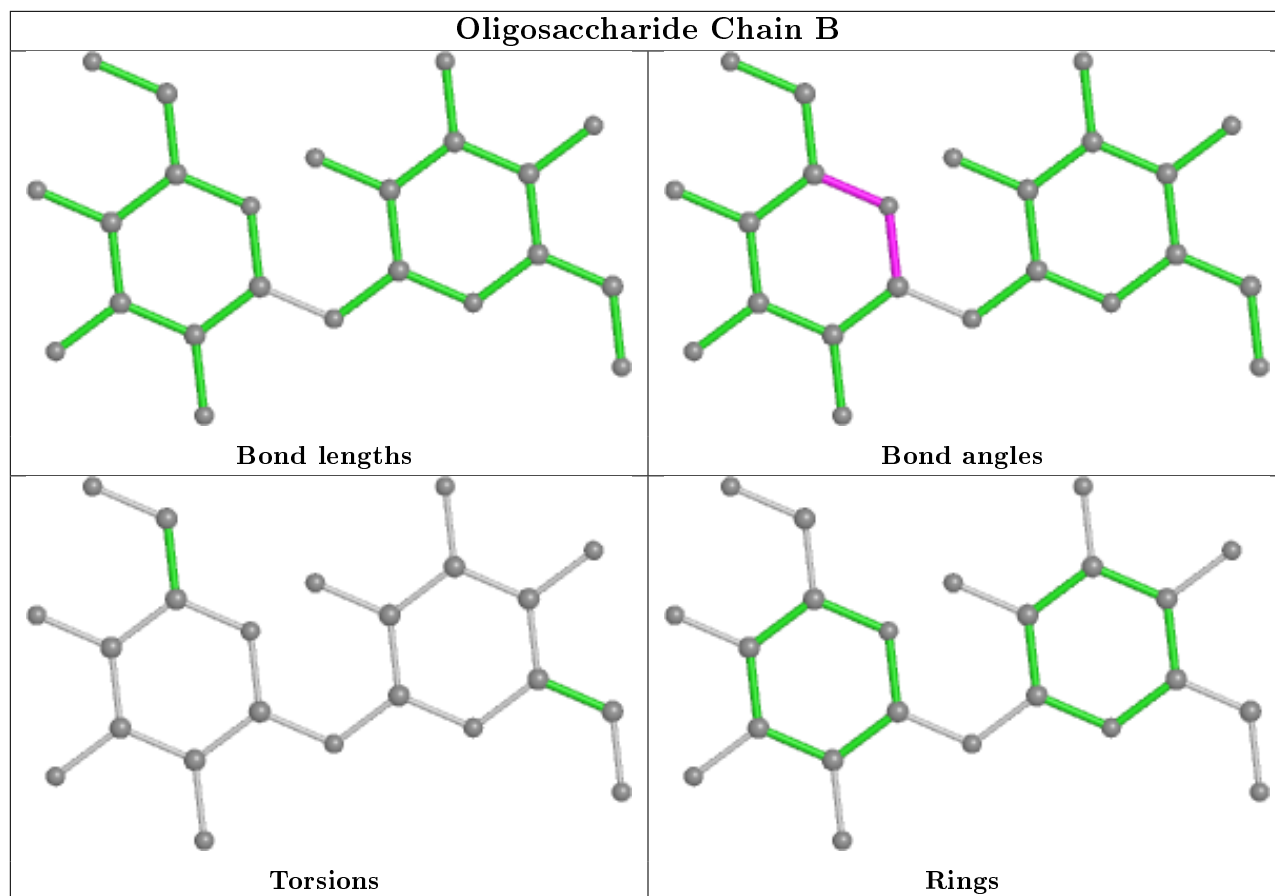 Oligosaccharide Chain B
Bond lengths
Bond angles
Torsions
Rings